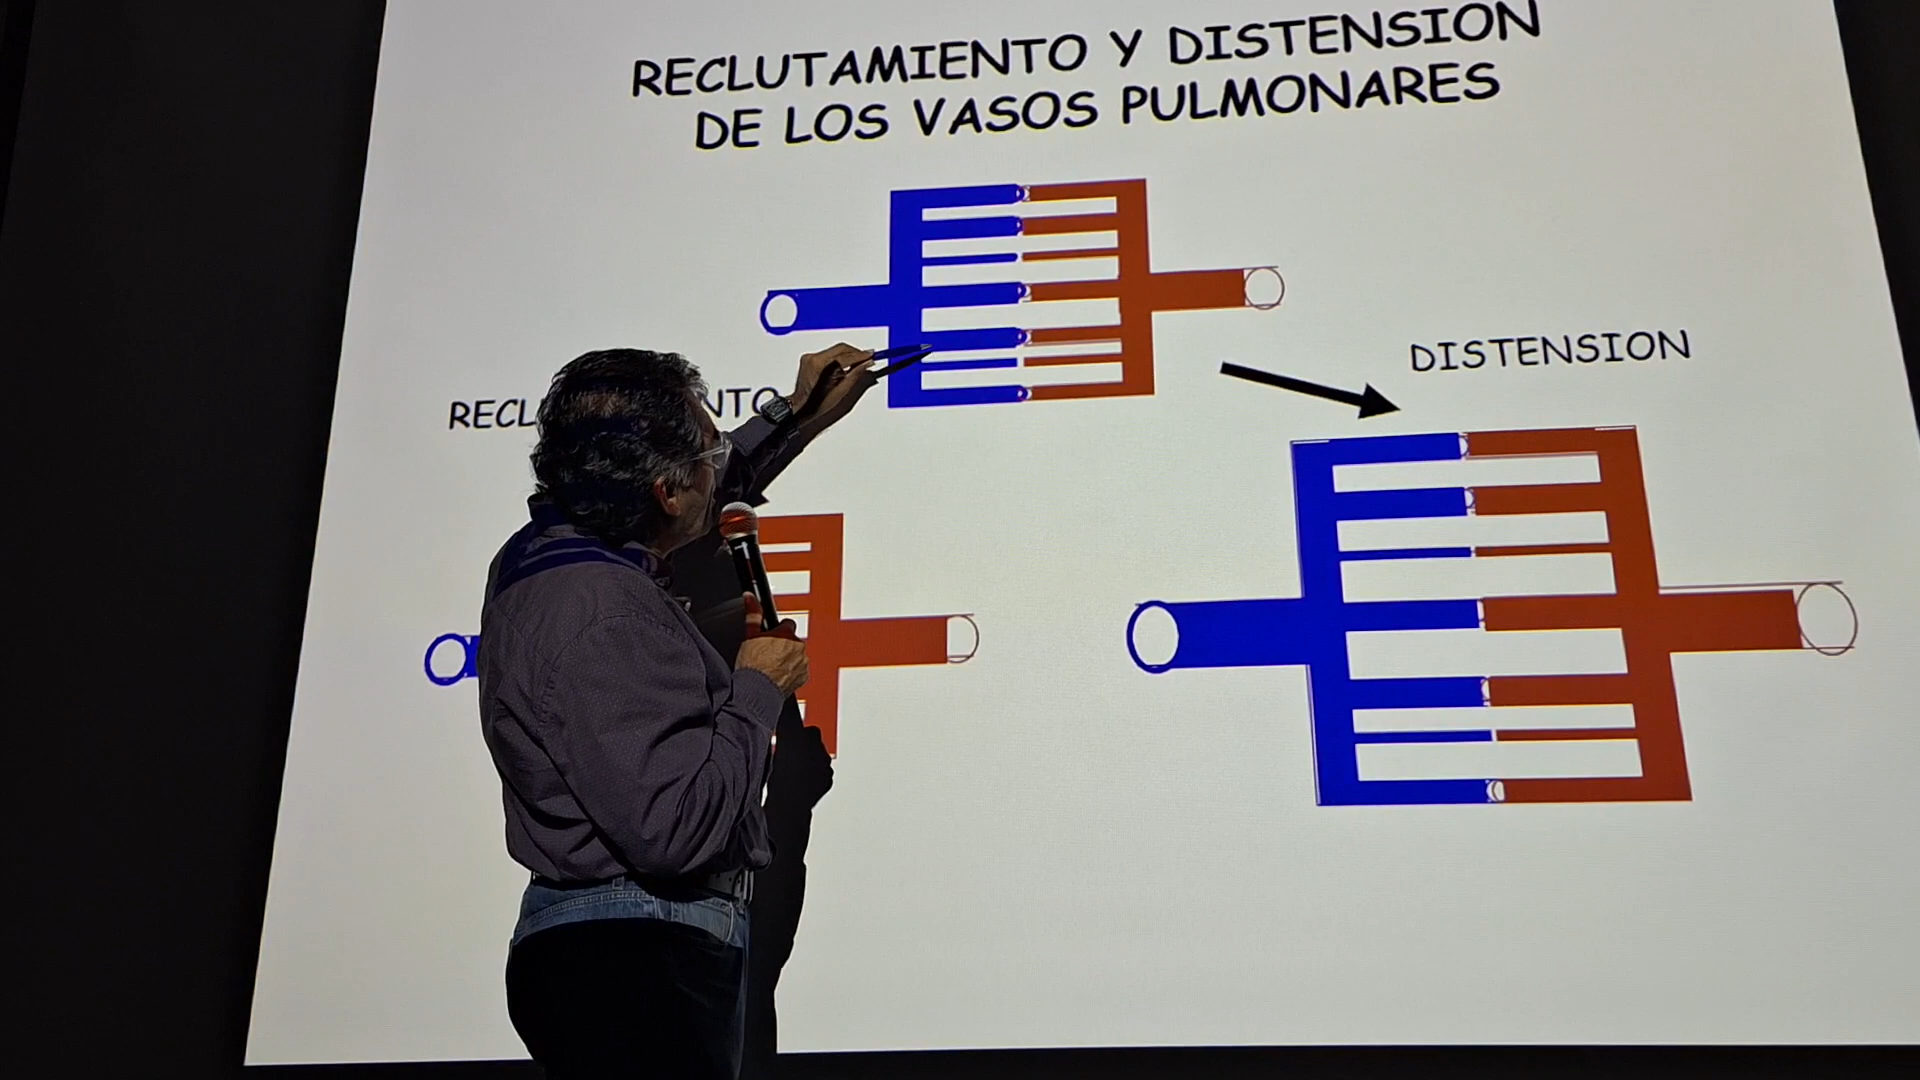 RECLUTAMIENTO Y DISTENSION
DE LOS VASOS PULMONARES
DISTENSION